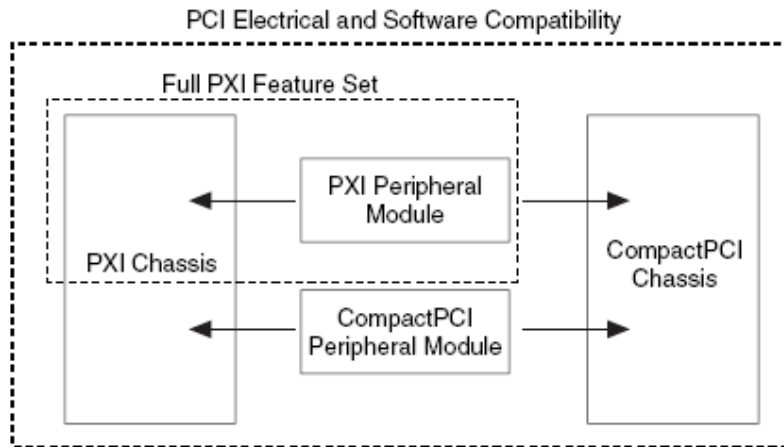 PCI Electrical and Software Compatibility
Full PXI Feature Set
PXI Peripheral
Module
PXI Chassis
CompactPCI
Chassis
CompactPCI
Peripheral Module